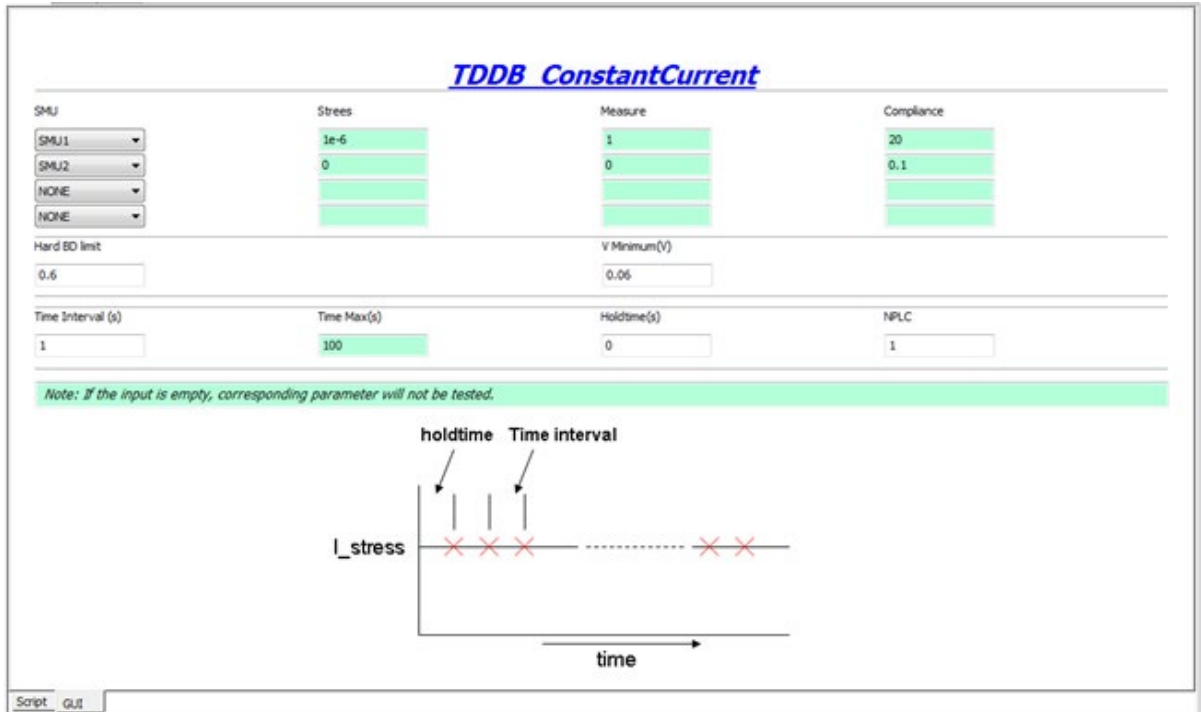 TDDB ConstantCurrent
SMU Strees Measure Compliance
SMU1 1e-6 1 20
SMU2 0 0 0.1
NONE
NONE
Hard BD limit V Minimum(V)
0.6 0.06
Time Interval (s) Time Max(s) Holdtime(s) NPLC
1 100 0 1
Note: If the input is empty, corresponding parameter will not be tested.
holdtime Time interval
I_stress
time
Script GUI